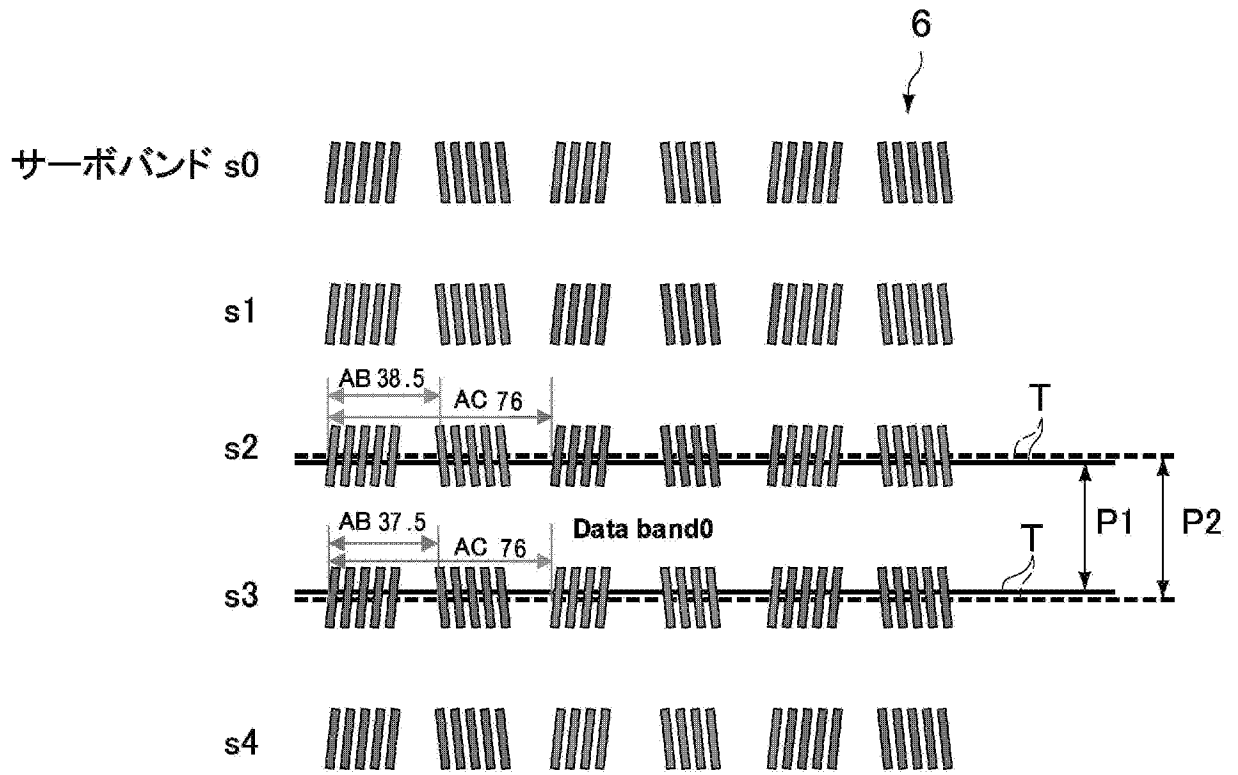 6
サーボバンド s0
s1
AB 38.5
AC 76
T
s2
P1
P2
AB 37.5
Data band0
AC 76
T
s3
s4